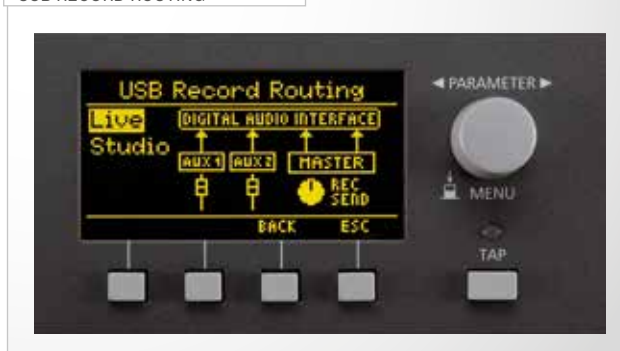 USB RECORD ROUTING
USB Record Routing
Live
Studio
DIGITAL AUDIO INTERFACE
AUX 1
AUX 2
MASTER
REC
SEND
BACK
ESC
◄ PARAMETER ►
MENU
TAP